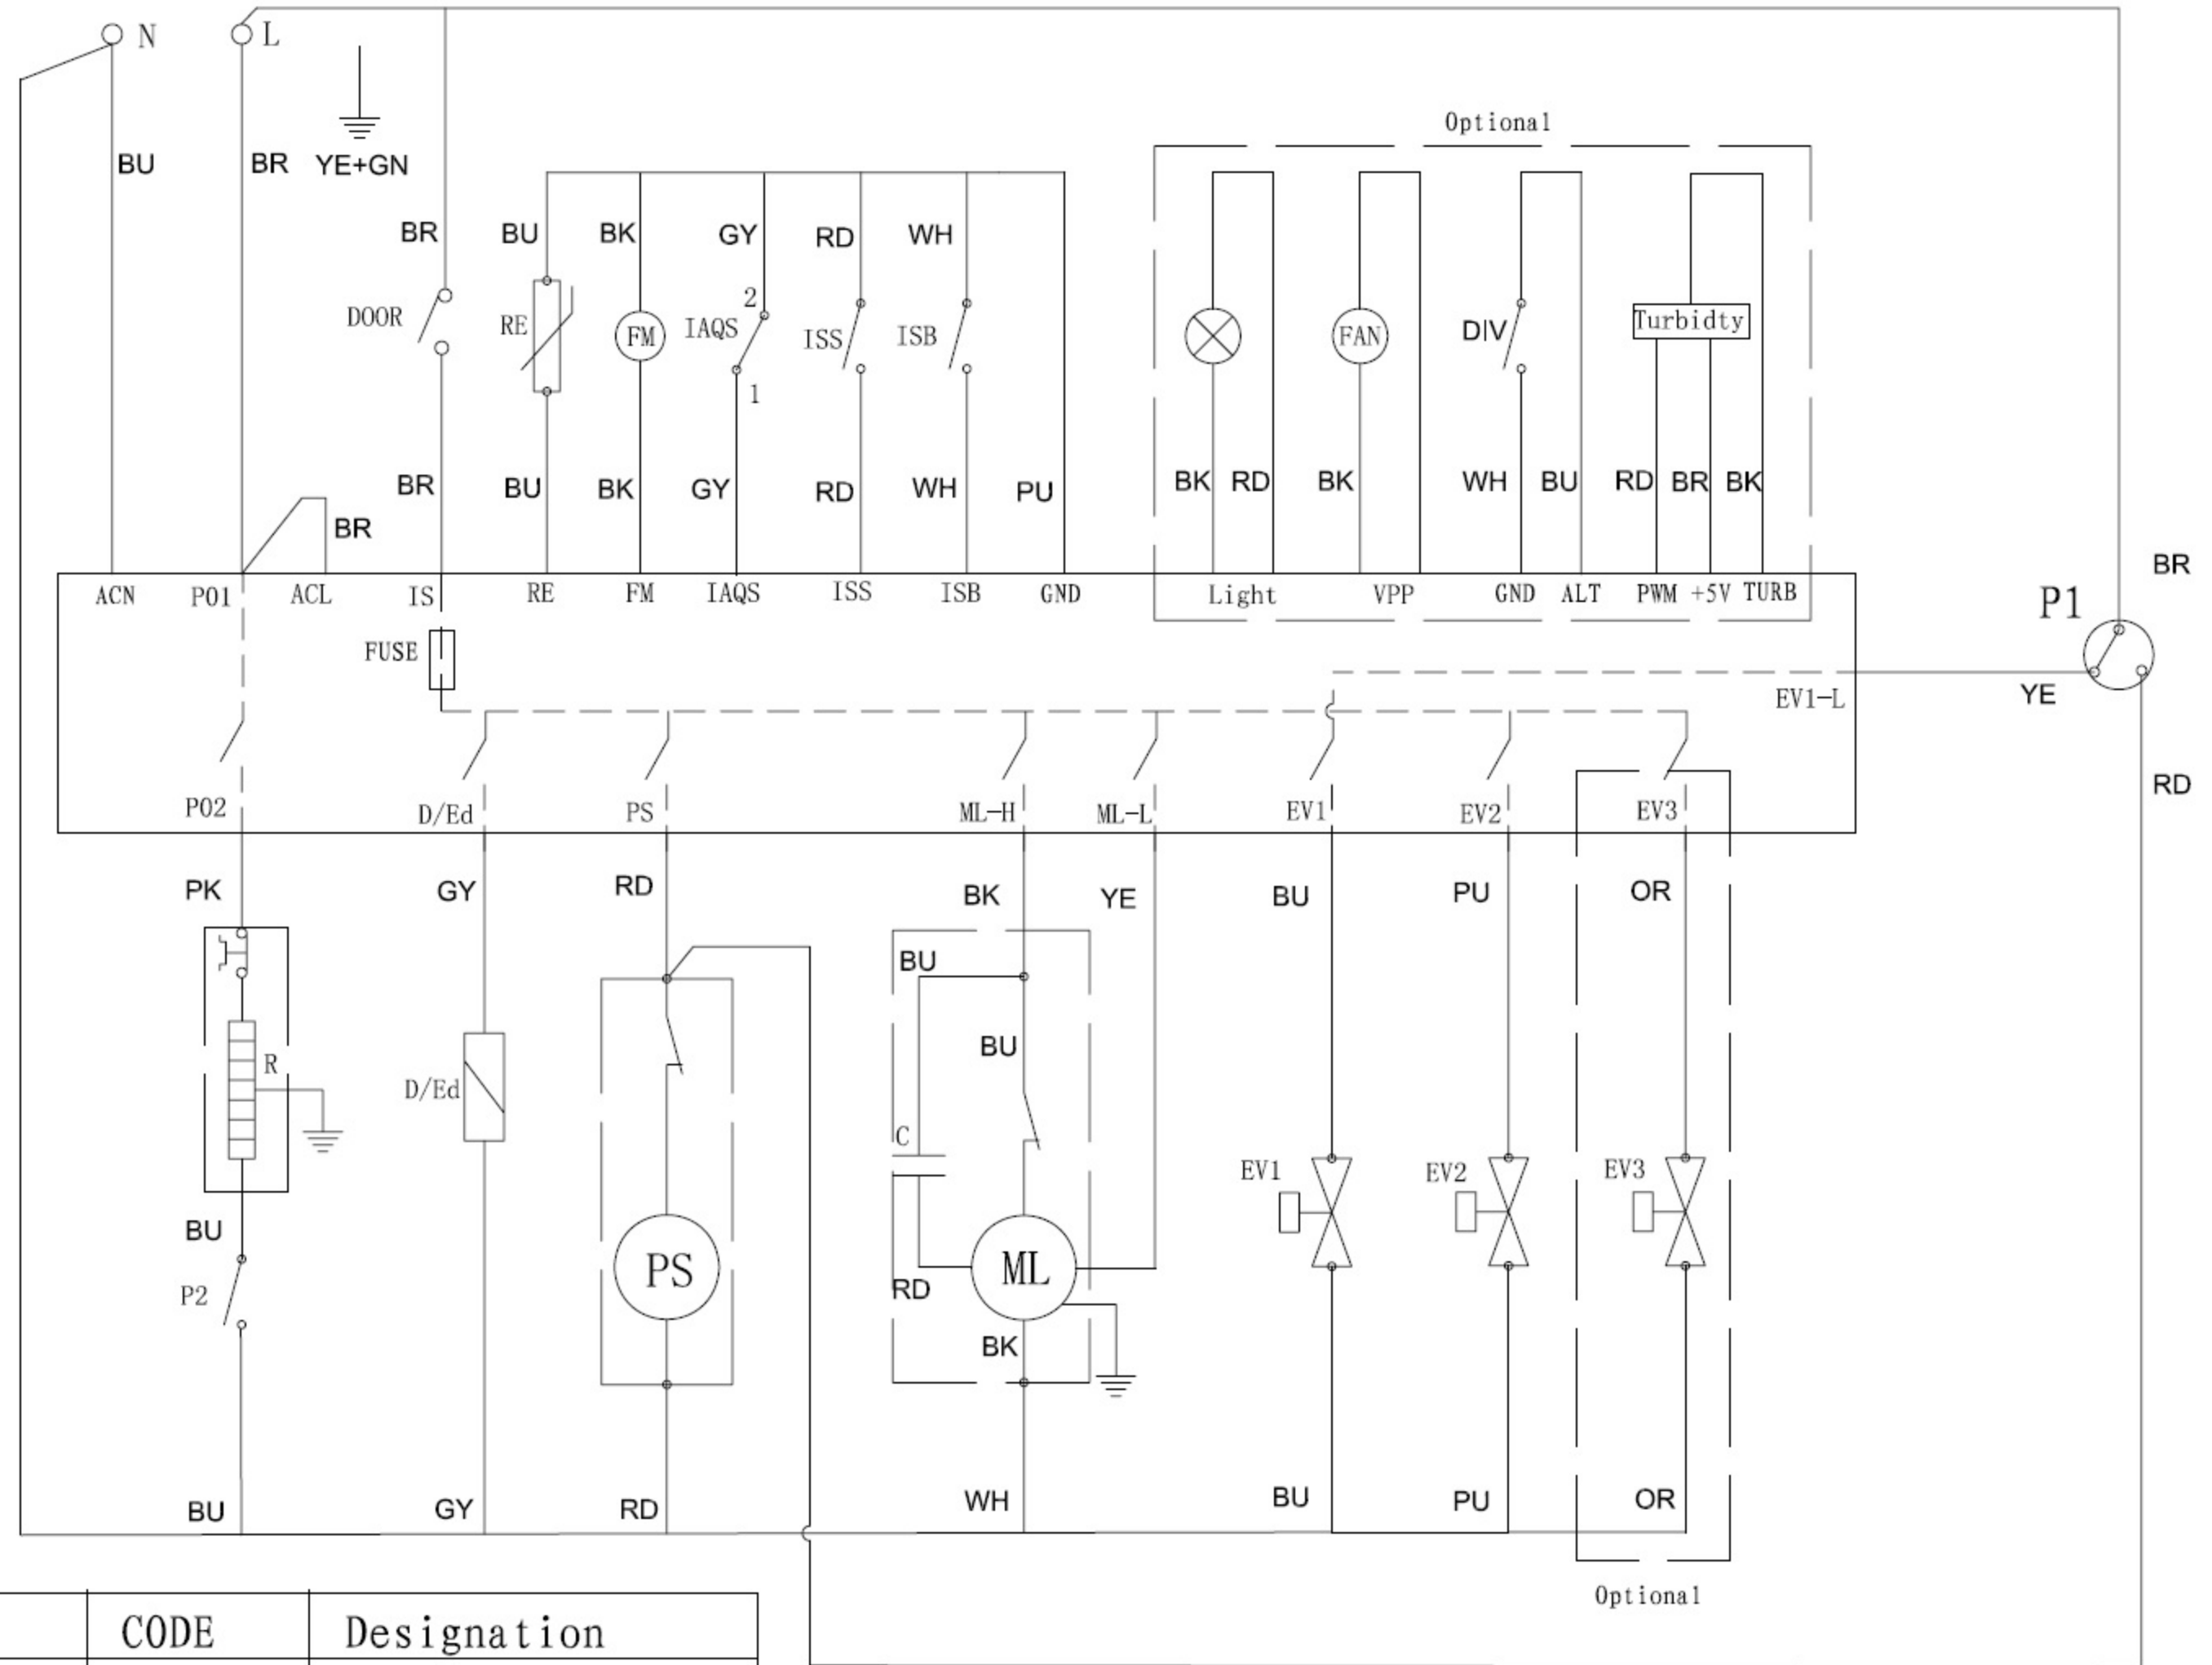 N
L
Optional
BU
BR
YE+GN
BR
BU
BK
GY
RD
WH
DOOR
RE
FM
IAQS
2
1
ISS
ISB
FAN
DIV
Turbidty
BR
BU
BK
GY
RD
WH
PU
BK
RD
BK
WH
BU
RD
BR
BK
BR
BR
ACN
P01
ACL
IS
RE
FM
IAQS
ISS
ISB
GND
Light
VPP
GND
ALT
PWM
+5V
TURB
P1
FUSE
EV1-L
YE
RD
P02
D/Ed
PS
ML-H
ML-L
EV1
EV2
EV3
PK
GY
RD
BK
YE
BU
PU
OR
BU
BU
R
D/Ed
C
EV1
EV2
EV3
BU
PS
ML
P2
RD
BK
BU
GY
RD
WH
BU
PU
OR
Optional
CODE
Designation